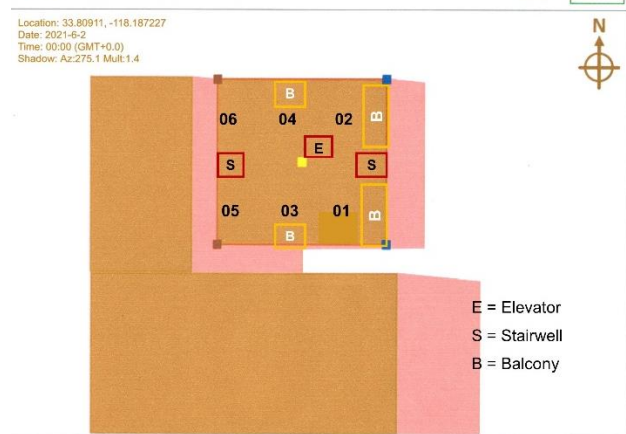 Location: 33.80911, -118.187227
Date: 2021-6-2
Time: 00:00 (GMT+0.0)
Shadow: Az:275.1 Mult:1.4
N
B
B
06 04 02
E
S S
05 03 01
B
B
E = Elevator
S = Stairwell
B = Balcony